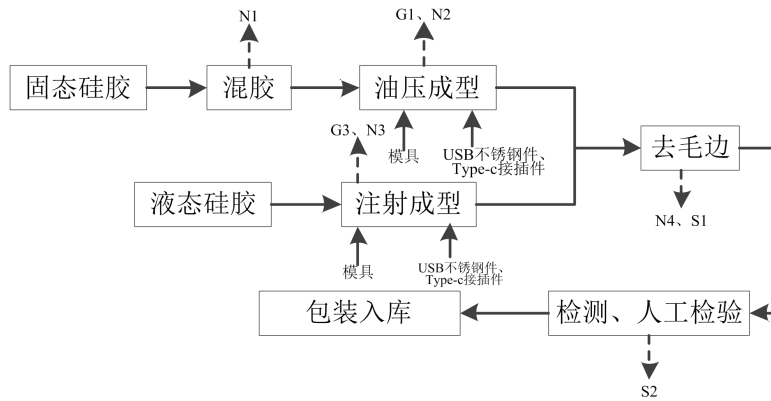 N1
G1、N2
固态硅胶
混胶
油压成型
G3、N3
模具
USB不锈钢件、
Type-c接插件
去毛边
液态硅胶
注射成型
N4、S1
模具
USB不锈钢件、
Type-c接插件
包装入库
检测、人工检验
S2